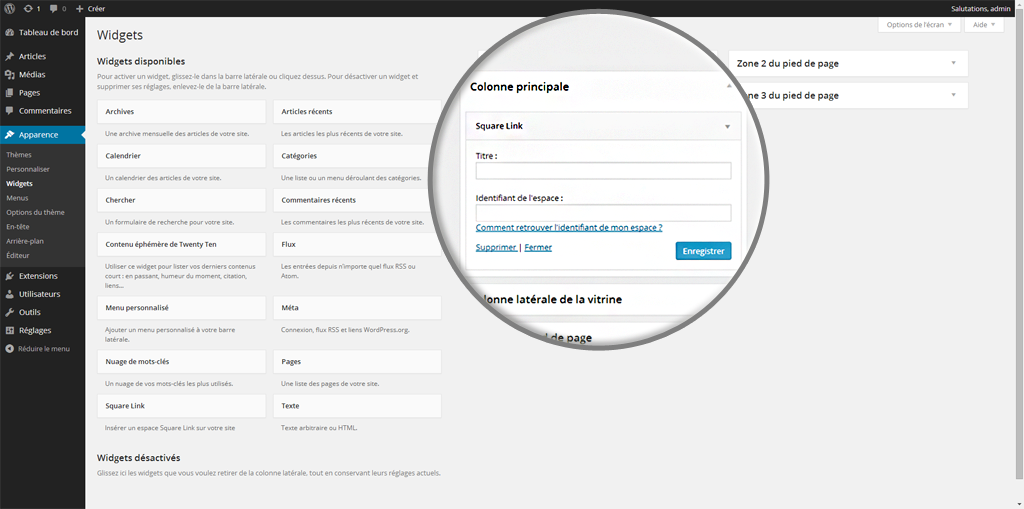 1 0 Créer Salutations, admin
Options de l'écran Aide
Tableau de bord
Articles
Médias
Pages
Commentaires
Apparence
Thèmes
Personnaliser
Widgets
Menus
Options du thème
En-tête
Arrière-plan
Éditeur
Extensions
Utilisateurs
Outils
Réglages
Réduire le menu
Widgets
Widgets disponibles
Pour activer un widget, glissez-le dans la barre latérale ou cliquez dessus. Pour désactiver un widget et
supprimer ses réglages, enlevez-le de la barre latérale.
Archives
Une archive mensuelle des articles de votre site.
Articles récents
Les articles les plus récents de votre site.
Calendrier
Un calendrier des articles de votre site.
Catégories
Une liste ou un menu déroulant des catégories.
Chercher
Un formulaire de recherche pour votre site.
Commentaires récents
Les commentaires les plus récents de votre site.
Contenu éphémère de Twenty Ten
Utiliser ce widget pour lister vos derniers contenus
court : en passant, humeur du moment, citation,
liens...
Flux
Les entrées depuis n'importe quel flux RSS ou
Atom.
Menu personnalisé
Ajouter un menu personnalisé à votre barre
latérale.
Méta
Connexion, flux RSS et liens WordPress.org.
Nuage de mots-clés
Un nuage de vos mots-clés les plus utilisés.
Pages
Une liste des pages de votre site.
Square Link
Insérer un espace Square Link sur votre site
Texte
Texte arbitraire ou HTML.
Widgets désactivés
Glissez ici les widgets que vous voulez retirer de la colonne latérale, tout en conservant leurs réglages actuels.
Colonne principale
Square Link
Titre :
Identifiant de l'espace :
Comment retrouver l'identifiant de mon espace ?
Supprimer | Fermer
Enregistrer
lonne latérale de la vitrine
de page
Zone 2 du pied de page
ne 3 du pied de page